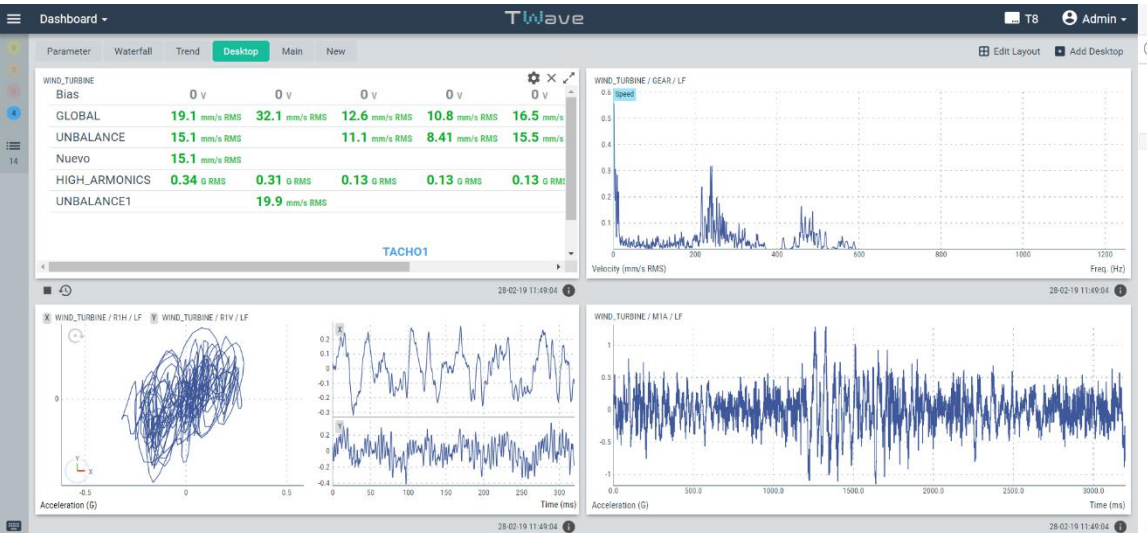 Dashboard
TWave
T8
Admin
Parameter Waterfall Trend Desktop Main New
Edit Layout Add Desktop
4
14
WIND_TURBINE
Bias 0 V 0 V 0 V 0 V 0 V
GLOBAL 19.1 mm/s RMS 32.1 mm/s RMS 12.6 mm/s RMS 10.8 mm/s RMS 16.5 mm/s
UNBALANCE 15.1 mm/s RMS 11.1 mm/s RMS 8.41 mm/s RMS 15.5 mm/s
Nuevo 15.1 mm/s RMS
HIGH_ARMONICS 0.34 G RMS 0.31 G RMS 0.13 G RMS 0.13 G RMS 0.13 G RMS
UNBALANCE1 19.9 mm/s RMS
TACHO1
28-02-19 11:49:04
WIND_TURBINE / GEAR / LF
Speed
0.6
0.5
0.4
0.3
0.2
0.1
0 200 400 600 800 1000 1200
Velocity (mm/s RMS) Freq. (Hz)
28-02-19 11:49:04
X WIND_TURBINE / R1H / LF Y WIND_TURBINE / R1V / LF
0
Y
X
-0.5 0 0.5
Acceleration (G)
X
0.2
0.1
0
-0.1
-0.2
-0.3
Y
0.2
0
-0.2
-0.4
0 50 100 150 200 250 300
Time (ms)
28-02-19 11:49:04
WIND_TURBINE / M1A / LF
1
0.5
0
-0.5
-1
0.0 500.0 1000.0 1500.0 2000.0 2500.0 3000.0
Acceleration (G) Time (ms)
28-02-19 11:49:04